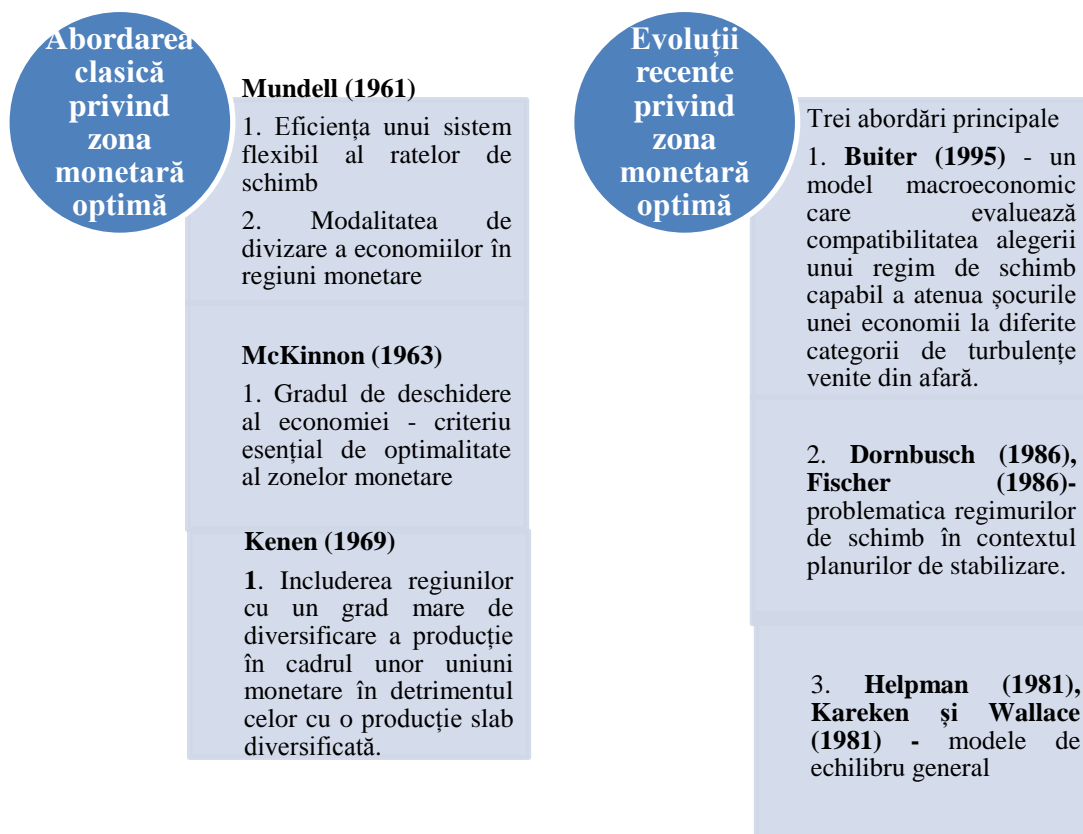 Abordarea
clasică
privind
zona
monetară
optimă
Mundell (1961)
1. Eficiența unui sistem
flexibil al ratelor de
schimb
2. Modalitatea de
divizare a economiilor în
regiuni monetare
McKinnon (1963)
1. Gradul de deschidere
al economiei - criteriu
esențial de optimalitate
al zonelor monetare
Kenen (1969)
1. Includerea regiunilor
cu un grad mare de
diversificare a producție
în cadrul unor uniuni
monetare în detrimentul
celor cu o producție slab
diversificată.
Evoluții
recente
privind
zona
monetară
optimă
Trei abordări principale
1. Buiter (1995) - un
model macroeconomic
care evaluează
compatibilitatea alegerii
unui regim de schimb
capabil a atenua șocurile
unei economii la diferite
categorii de turbulențe
venite din afară.
2. Dornbusch (1986),
Fischer (1986)-
problematica regimurilor
de schimb în contextul
planurilor de stabilizare.
3. Helpman (1981),
Kareken și Wallace
(1981) - modele de
echilibru general